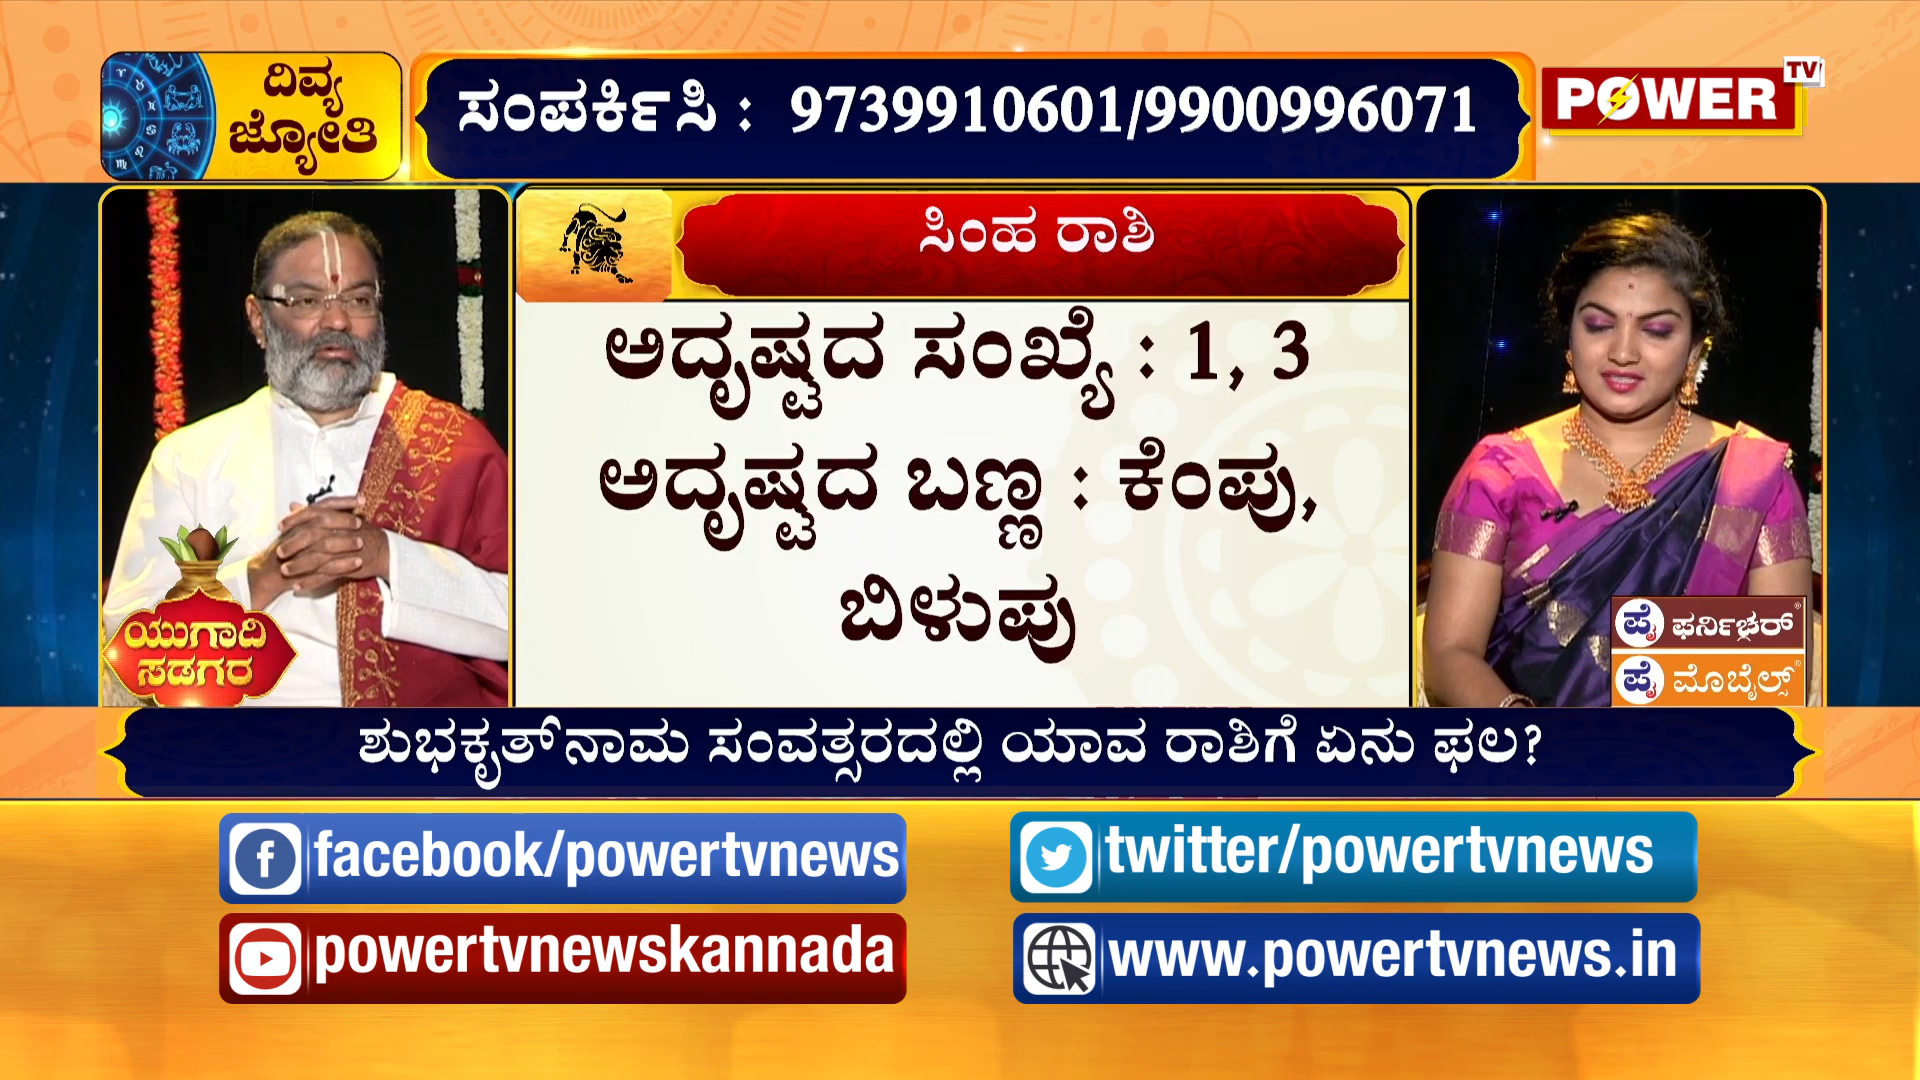 ದಿವ್ಯ
ಜ್ಯೋತಿ
ಸಂಪರ್ಕಿಸಿ : 9739910601/9900996071
POWER TV
ಸಿಂಹ ರಾಶಿ
ಅದೃಷ್ಟದ ಸಂಖ್ಯೆ : 1, 3
ಅದೃಷ್ಟದ ಬಣ್ಣ : ಕೆಂಪು,
ಬಿಳುಪು
ಯುಗಾದಿ
ಸಡಗರ
ಪೈ ಫರ್ನಿಚರ್®
ಪೈ ಮೊಬೈಲ್ಸ್®
ಶುಭಕೃತ್‌ನಾಮ ಸಂವತ್ಸರದಲ್ಲಿ ಯಾವ ರಾಶಿಗೆ ಏನು ಫಲ?
facebook/powertvnews
twitter/powertvnews
powertvnewskannada
www.powertvnews.in